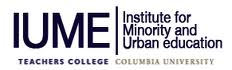 IUME
Institute for
Minority and
Urban education
TEACHERS COLLEGE COLUMBIA UNIVERSITY